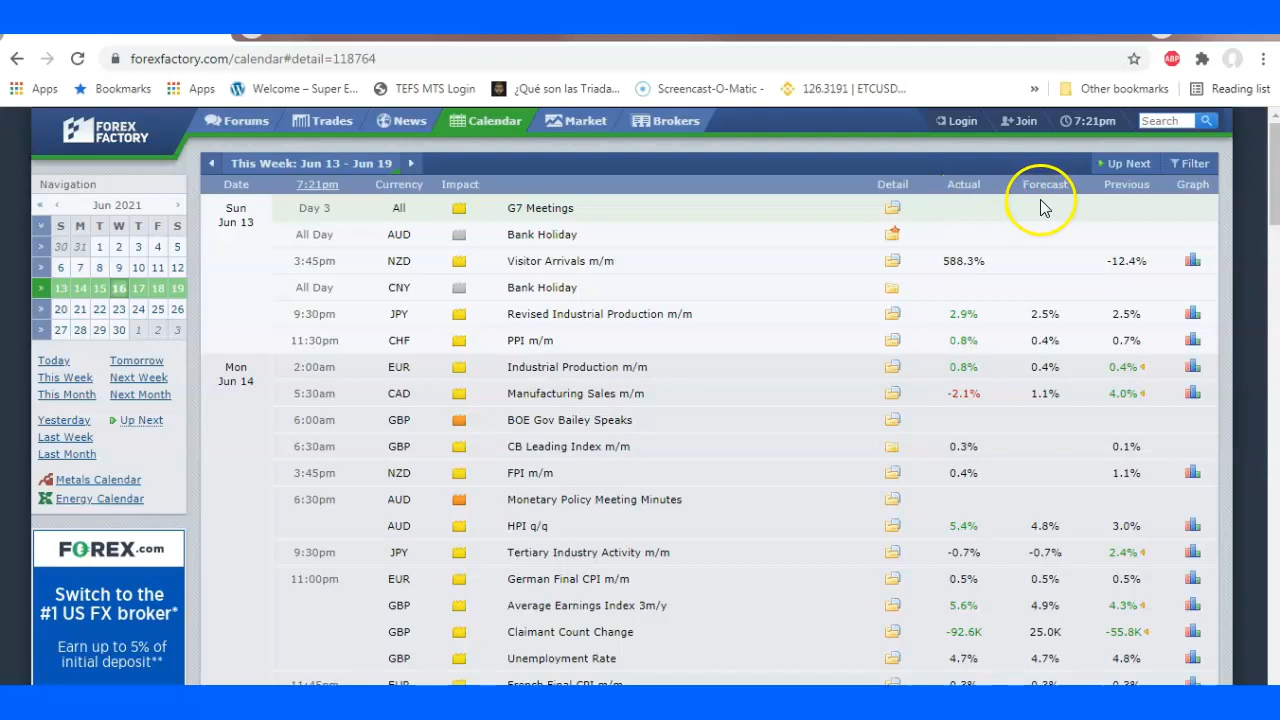 forexfactory.com/calendar#detail=118764
ABP
Apps Bookmarks Apps Welcome – Super E... TEFS MTS Login ¿Qué son las Triada... Screencast-O-Matic - 126.3191 | ETCUSD... » Other bookmarks Reading list
FOREX FACTORY
Forums Trades News Calendar Market Brokers Login Join 7:21pm Search
This Week: Jun 13 - Jun 19 Up Next Filter
Date 7:21pm Currency Impact Detail Actual Forecast Previous Graph
Navigation
« ‹ Jun 2021 ›
S M T W T F S
30 31 1 2 3 4 5
6 7 8 9 10 11 12
13 14 15 16 17 18 19
20 21 22 23 24 25 26
27 28 29 30 1 2 3
Today Tomorrow
This Week Next Week
This Month Next Month
Yesterday Up Next
Last Week
Last Month
Metals Calendar
Energy Calendar
FOREX.com
Switch to the
#1 US FX broker*
Earn up to 5% of
initial deposit**
Sun Jun 13 Day 3 All G7 Meetings
All Day AUD Bank Holiday
3:45pm NZD Visitor Arrivals m/m 588.3% -12.4%
All Day CNY Bank Holiday
9:30pm JPY Revised Industrial Production m/m 2.9% 2.5% 2.5%
11:30pm CHF PPI m/m 0.8% 0.4% 0.7%
Mon Jun 14 2:00am EUR Industrial Production m/m 0.8% 0.4% 0.4%
5:30am CAD Manufacturing Sales m/m -2.1% 1.1% 4.0%
6:00am GBP BOE Gov Bailey Speaks
6:30am GBP CB Leading Index m/m 0.3% 0.1%
3:45pm NZD FPI m/m 0.4% 1.1%
6:30pm AUD Monetary Policy Meeting Minutes
AUD HPI q/q 5.4% 4.8% 3.0%
9:30pm JPY Tertiary Industry Activity m/m -0.7% -0.7% 2.4%
11:00pm EUR German Final CPI m/m 0.5% 0.5% 0.5%
GBP Average Earnings Index 3m/y 5.6% 4.9% 4.3%
GBP Claimant Count Change -92.6K 25.0K -55.8K
GBP Unemployment Rate 4.7% 4.7% 4.8%
11:45pm EUR French Final CPI m/m 0.3% 0.3% 0.3%